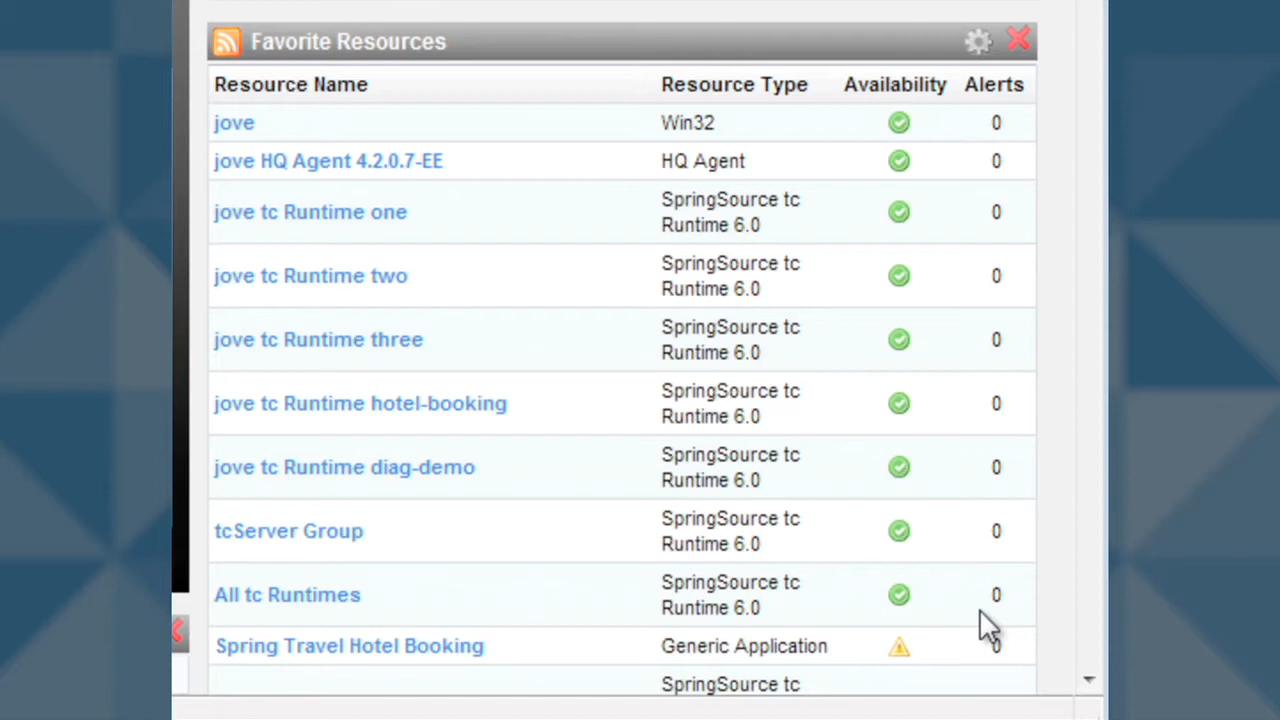 Favorite Resources
Resource Name Resource Type Availability Alerts
jove Win32 0
jove HQ Agent 4.2.0.7-EE HQ Agent 0
jove tc Runtime one SpringSource tc Runtime 6.0 0
jove tc Runtime two SpringSource tc Runtime 6.0 0
jove tc Runtime three SpringSource tc Runtime 6.0 0
jove tc Runtime hotel-booking SpringSource tc Runtime 6.0 0
jove tc Runtime diag-demo SpringSource tc Runtime 6.0 0
tcServer Group SpringSource tc Runtime 6.0 0
All tc Runtimes SpringSource tc Runtime 6.0 0
Spring Travel Hotel Booking Generic Application 0
SpringSource tc